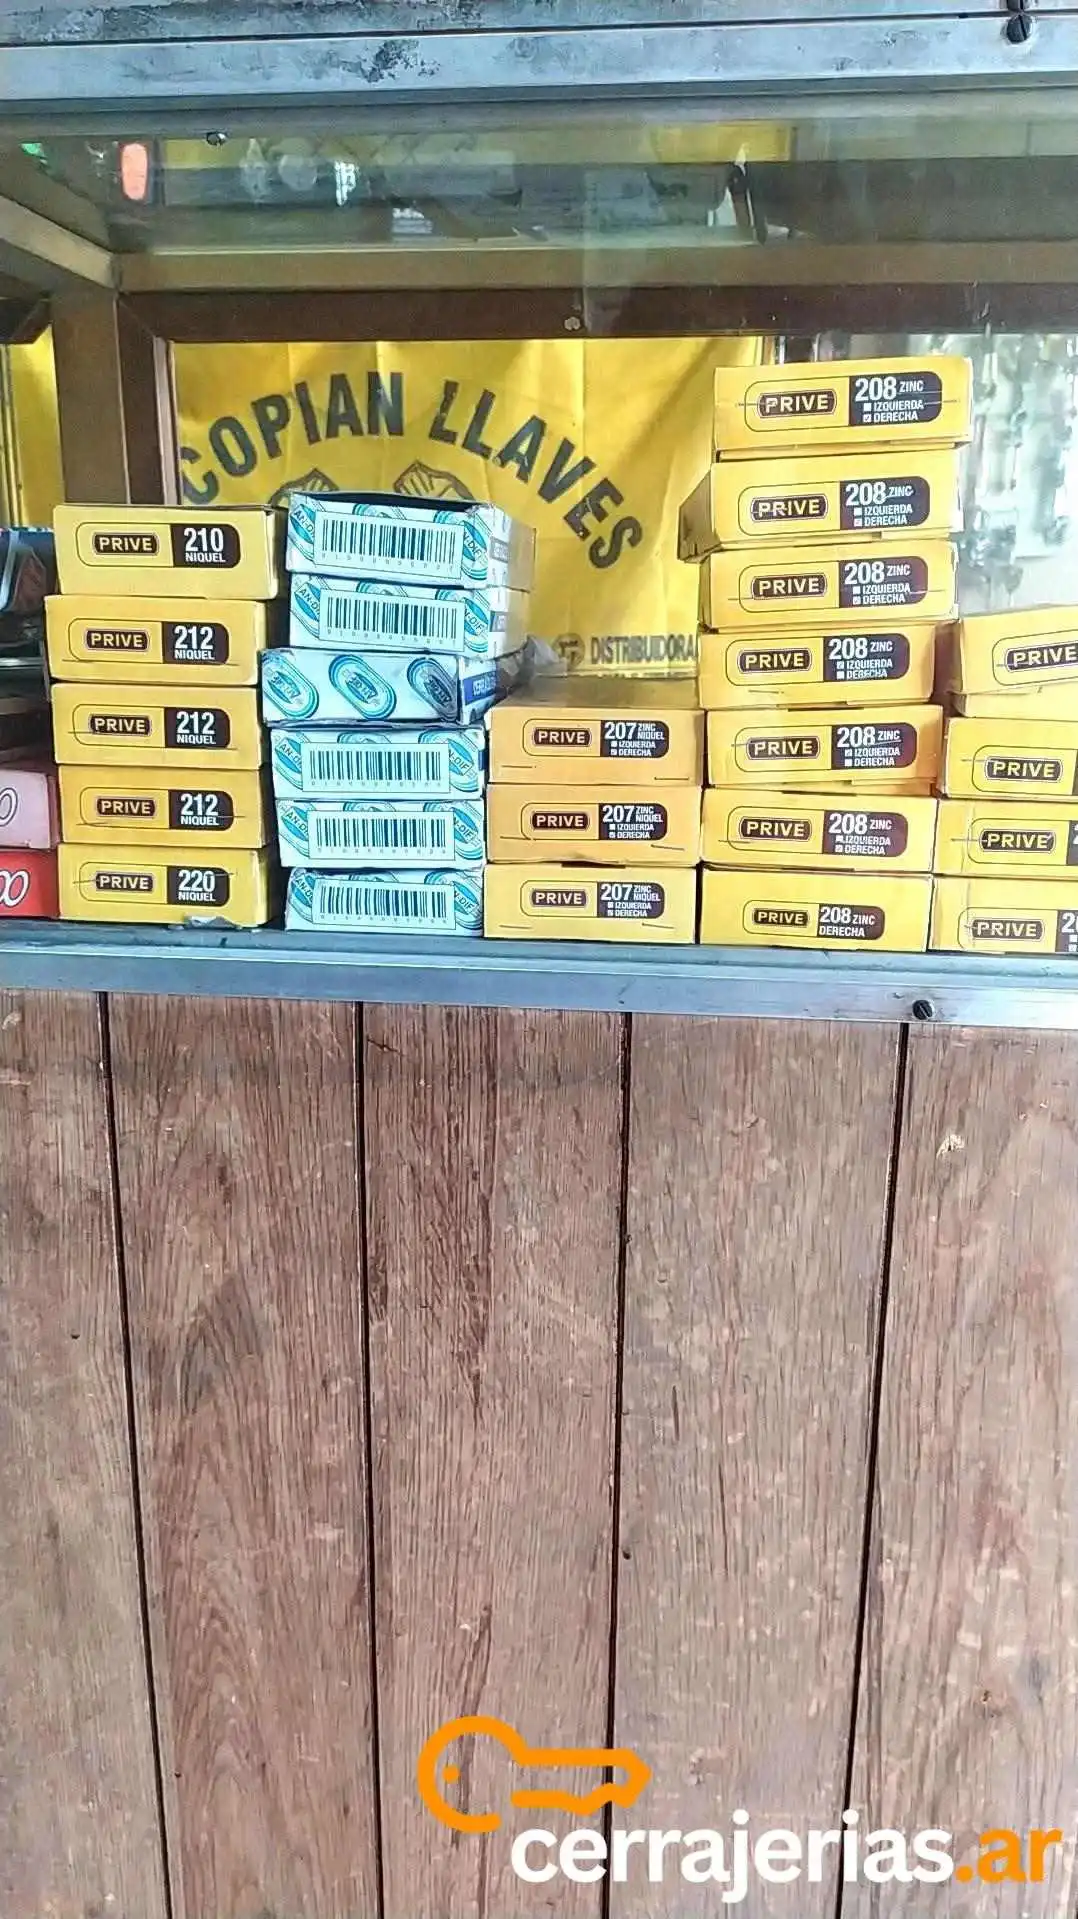 COPIAN LLAVES
DISTRIBUIDORA
PRIVE 210 NIQUEL
PRIVE 212 NIQUEL
PRIVE 212 NIQUEL
PRIVE 212 NIQUEL
PRIVE 220 NIQUEL
00
PRIVE 207 ZINC NIQUEL IZQUIERDA DERECHA
PRIVE 207 ZINC NIQUEL IZQUIERDA DERECHA
PRIVE 207 ZINC NIQUEL IZQUIERDA DERECHA
PRIVE 208 ZINC IZQUIERDA DERECHA
PRIVE 208 ZINC IZQUIERDA DERECHA
PRIVE 208 ZINC IZQUIERDA DERECHA
PRIVE 208 ZINC IZQUIERDA DERECHA
PRIVE 208 ZINC IZQUIERDA DERECHA
PRIVE 208 ZINC IZQUIERDA DERECHA
PRIVE 208 ZINC DERECHA
PRIVE
PRIVE
PRIVE
PRIVE
cerrajerias.ar